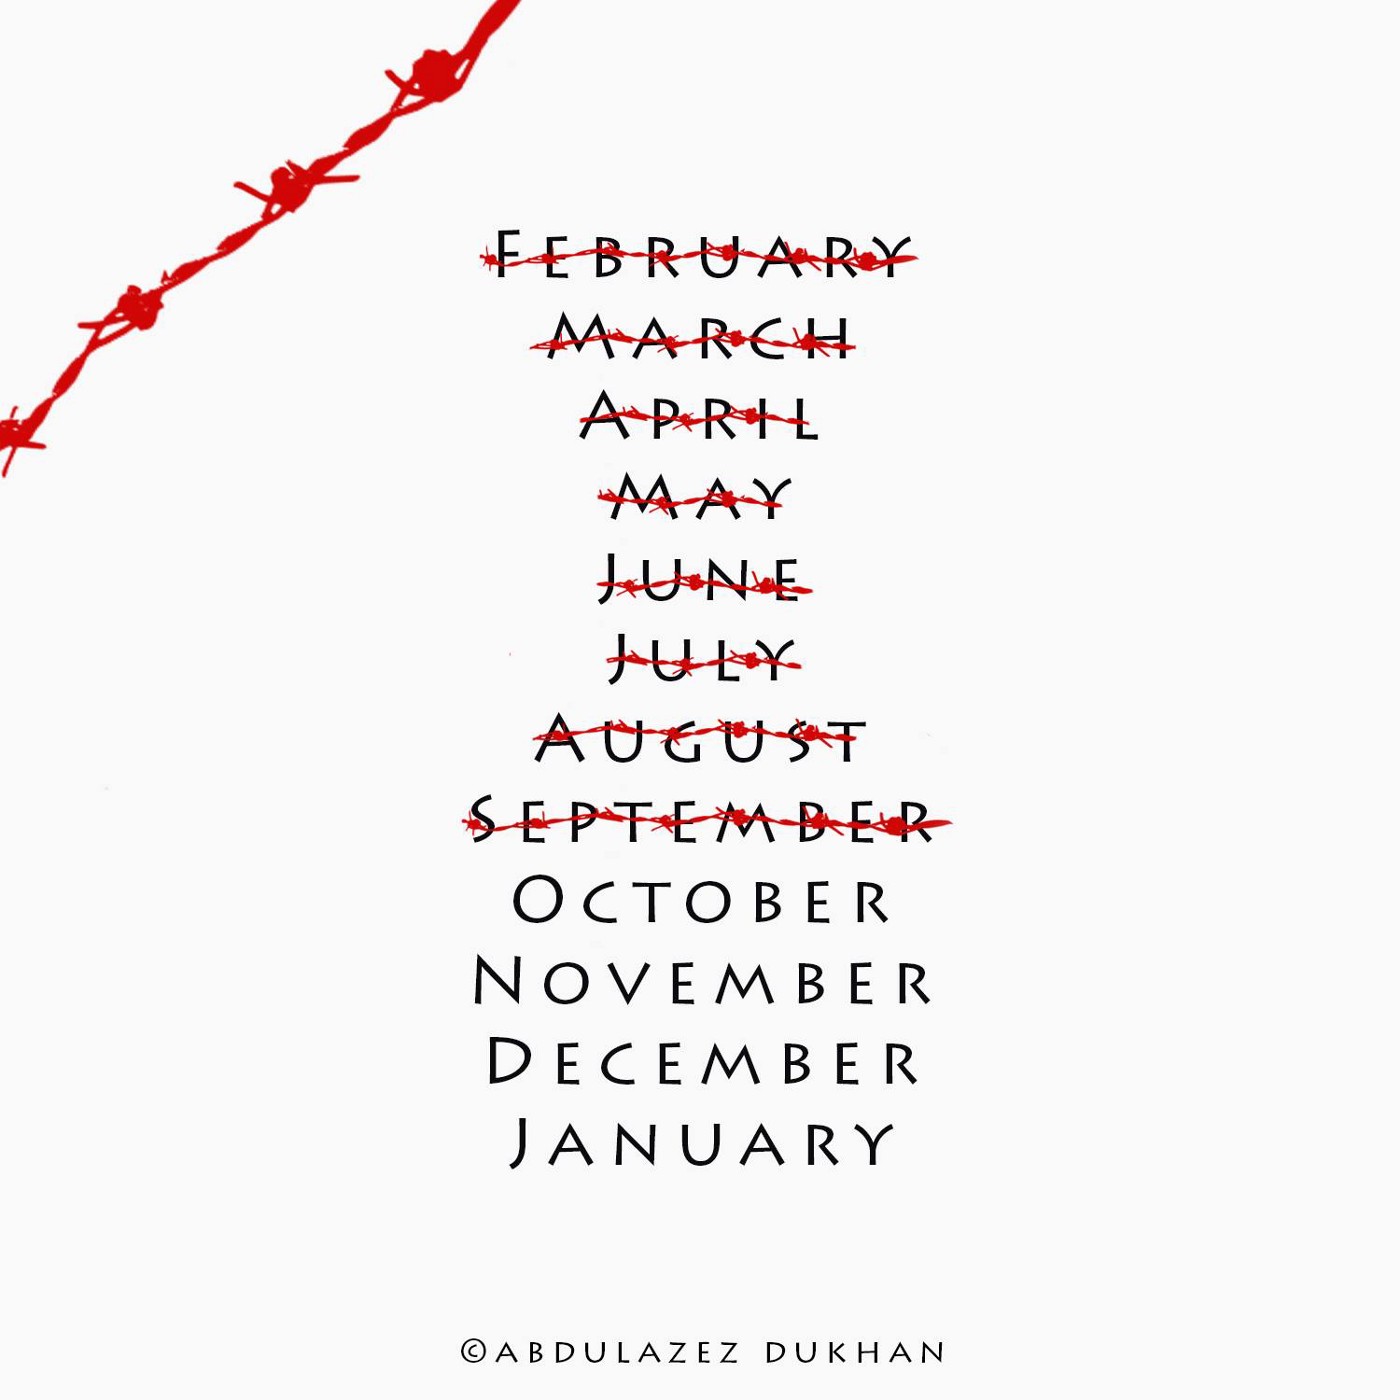 February
March
April
May
June
July
August
September
October
November
December
January
©Abdulazez Dukhan